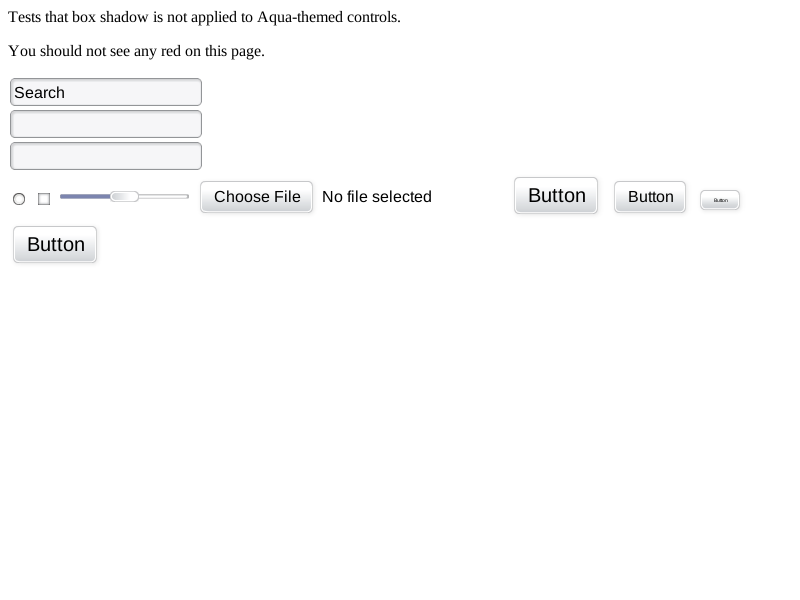 Tests that box shadow is not applied to Aqua-themed controls.
You should not see any red on this page.
Search
Choose File No file selected Button Button Button
Button